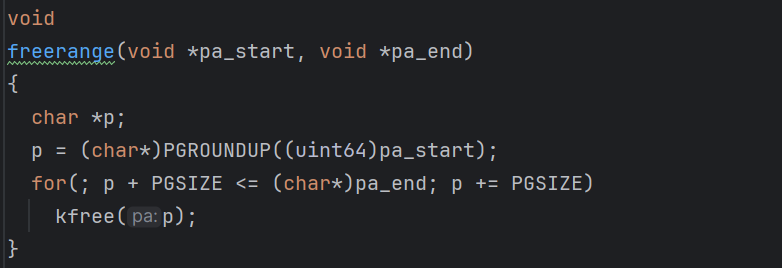 void
freerange(void *pa_start, void *pa_end)
{
  char *p;
  p = (char*)PGROUNDUP((uint64)pa_start);
  for(; p + PGSIZE <= (char*)pa_end; p += PGSIZE)
    kfree(pa:p);
}